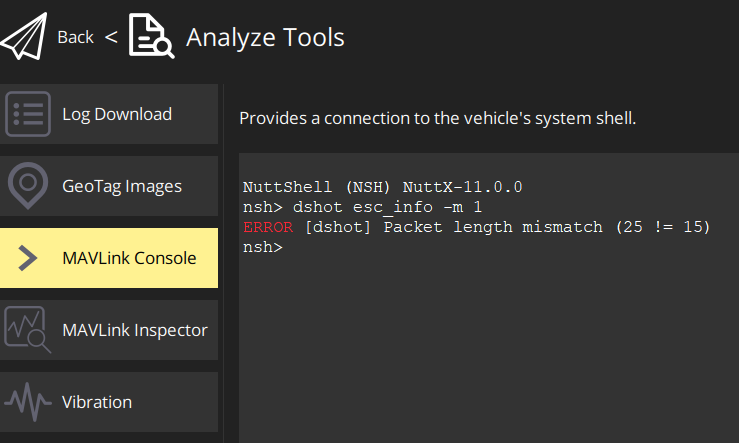 Back < Analyze Tools
Log Download
GeoTag Images
MAVLink Console
MAVLink Inspector
Vibration
Provides a connection to the vehicle's system shell.
NuttShell (NSH) NuttX-11.0.0
nsh> dshot esc_info -m 1
ERROR [dshot] Packet length mismatch (25 != 15)
nsh>